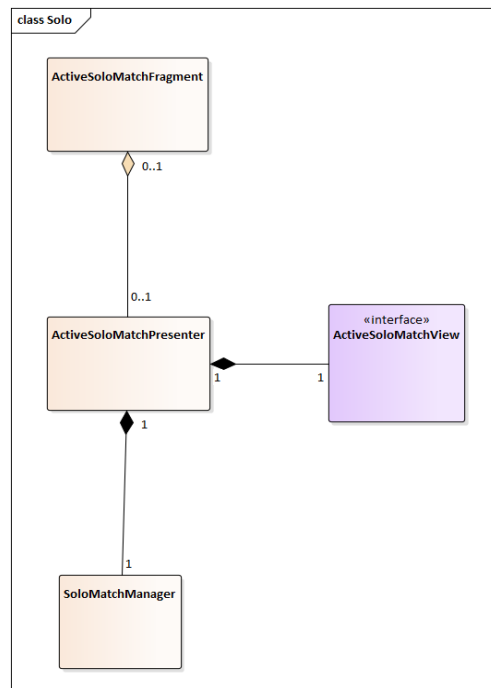 class Solo
ActiveSoloMatchFragment
0..1
0..1
ActiveSoloMatchPresenter
«interface»
ActiveSoloMatchView
1
1
1
1
SoloMatchManager